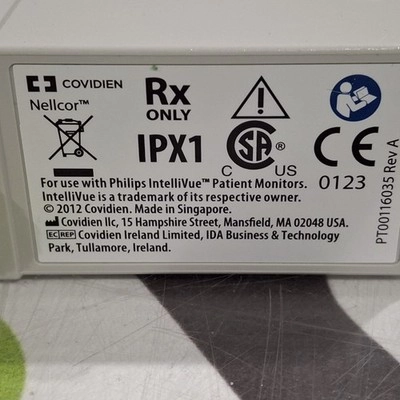 COVIDIEN
Nellcor™
Rx
ONLY
IPX1
CSA®
C US
CE
0123
For use with Philips IntelliVue™ Patient Monitors.
IntelliVue is a trademark of its respective owner.
© 2012 Covidien. Made in Singapore.
Covidien llc, 15 Hampshire Street, Mansfield, MA 02048 USA.
EC REP Covidien Ireland Limited, IDA Business & Technology
Park, Tullamore, Ireland.
PT00116035 Rev A